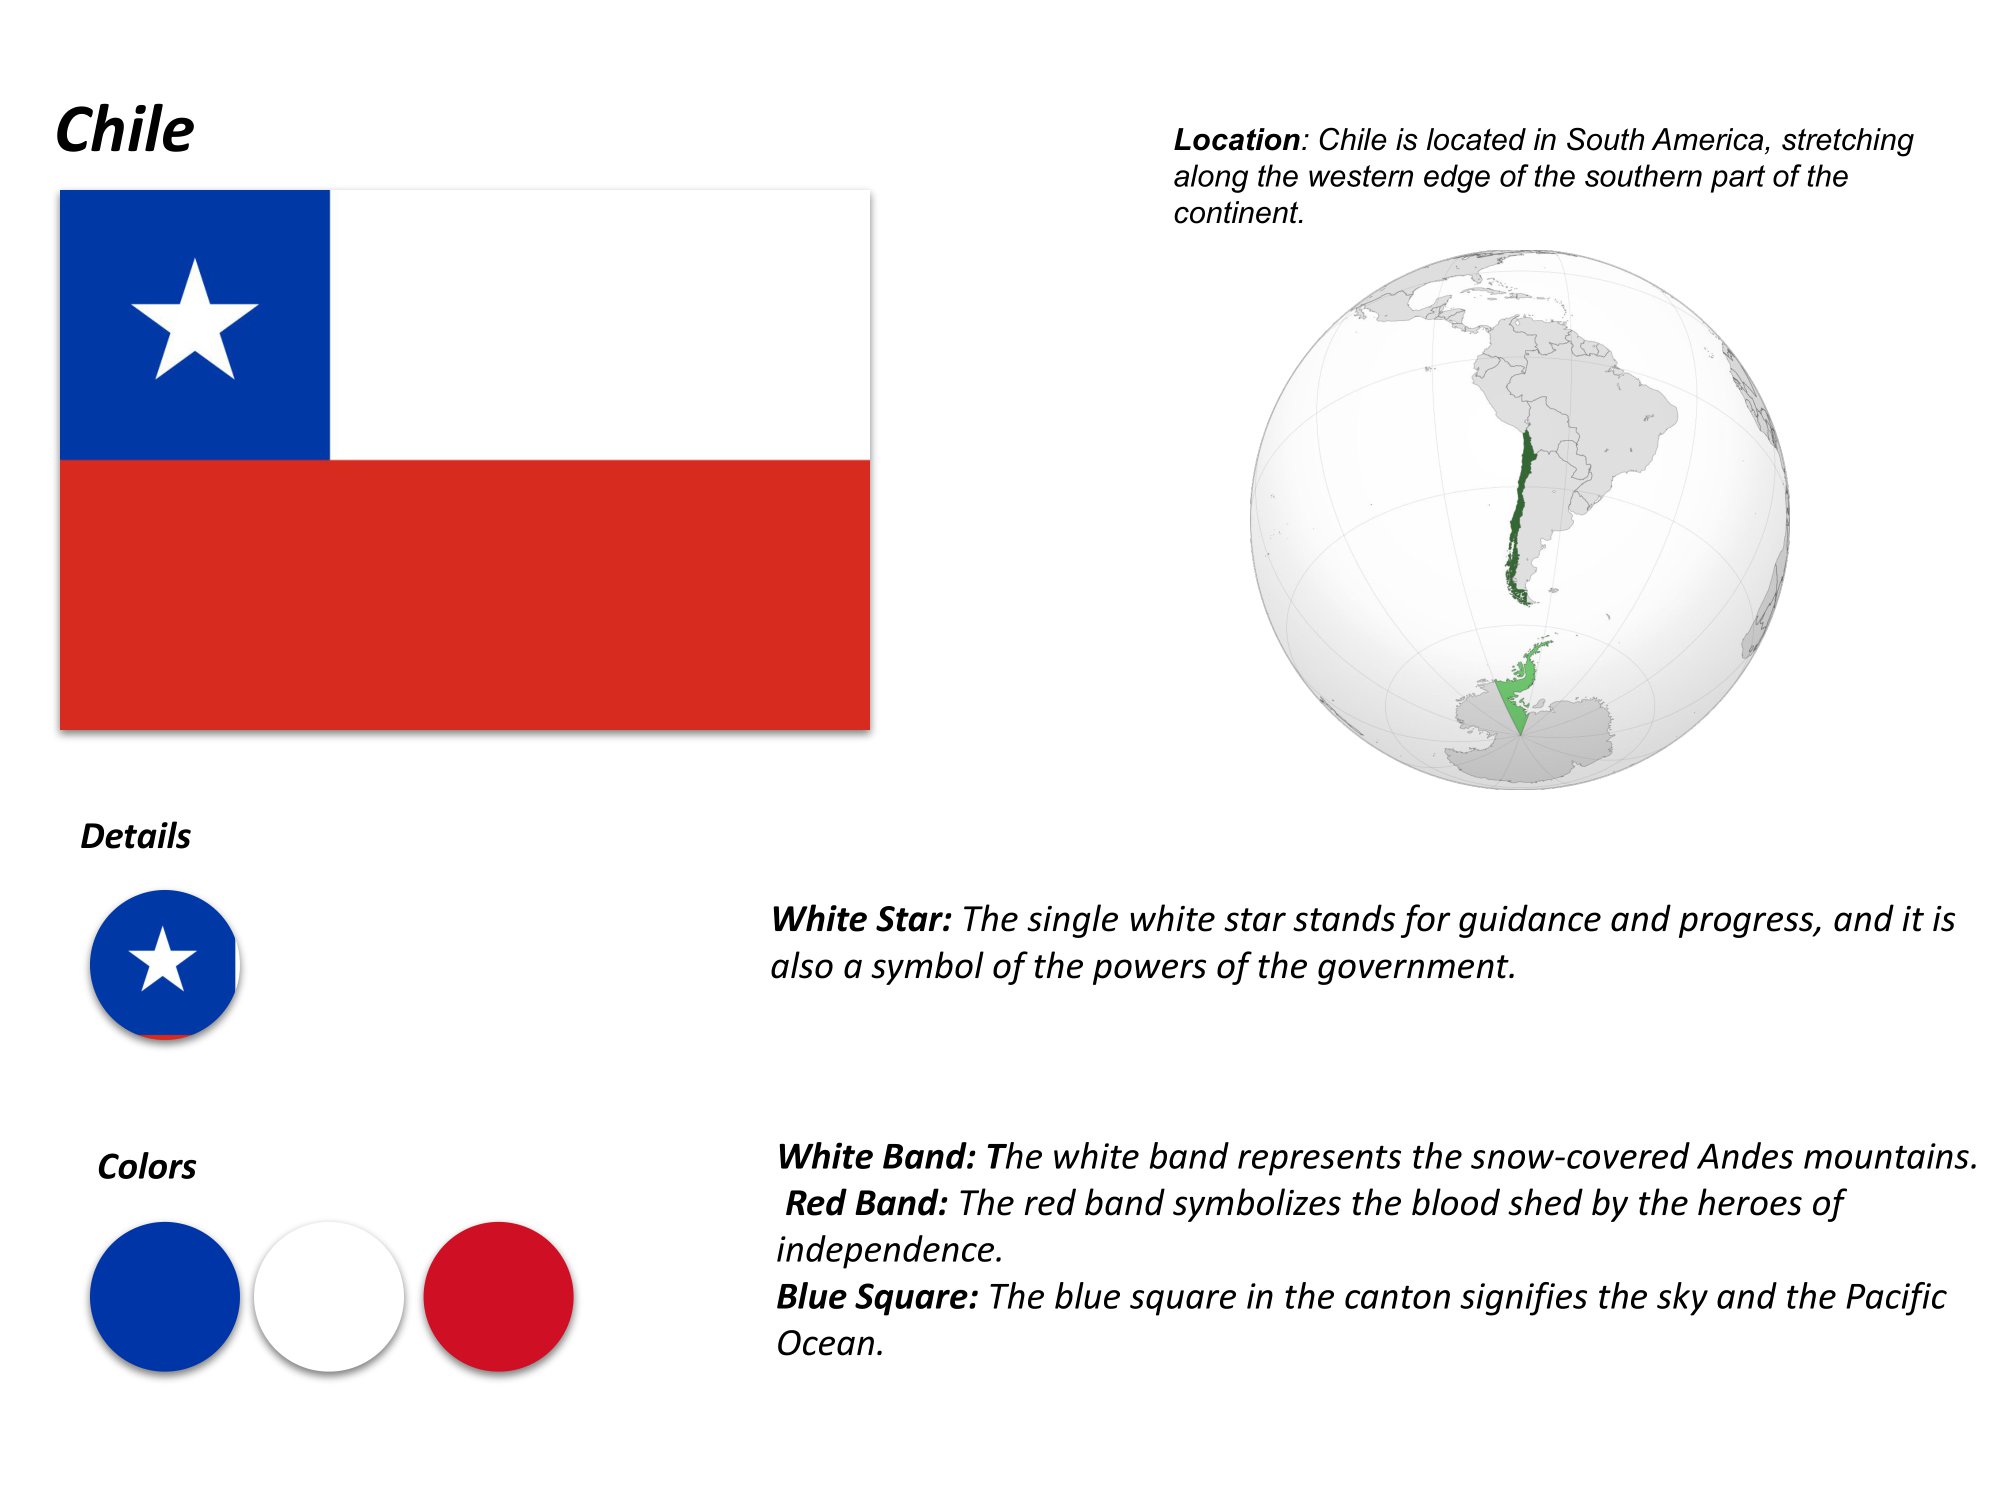 Chile
Location: Chile is located in South America, stretching
along the western edge of the southern part of the
continent.
Details
White Star: The single white star stands for guidance and progress, and it is
also a symbol of the powers of the government.
Colors
White Band: The white band represents the snow-covered Andes mountains.
Red Band: The red band symbolizes the blood shed by the heroes of
independence.
Blue Square: The blue square in the canton signifies the sky and the Pacific
Ocean.